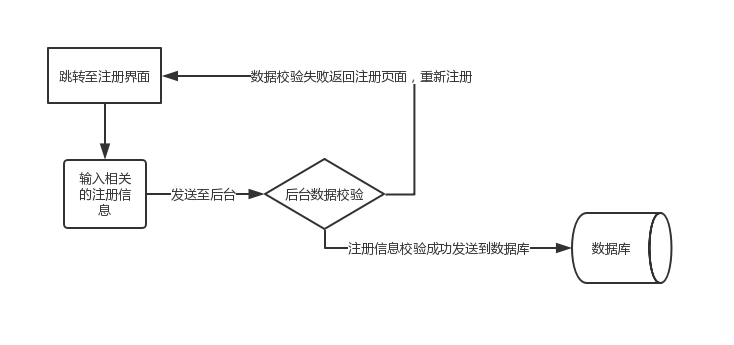 跳转至注册界面
数据校验失败返回注册页面，重新注册
输入相关
的注册信
息
发送至后台
后台数据校验
注册信息校验成功发送到数据库
数据库